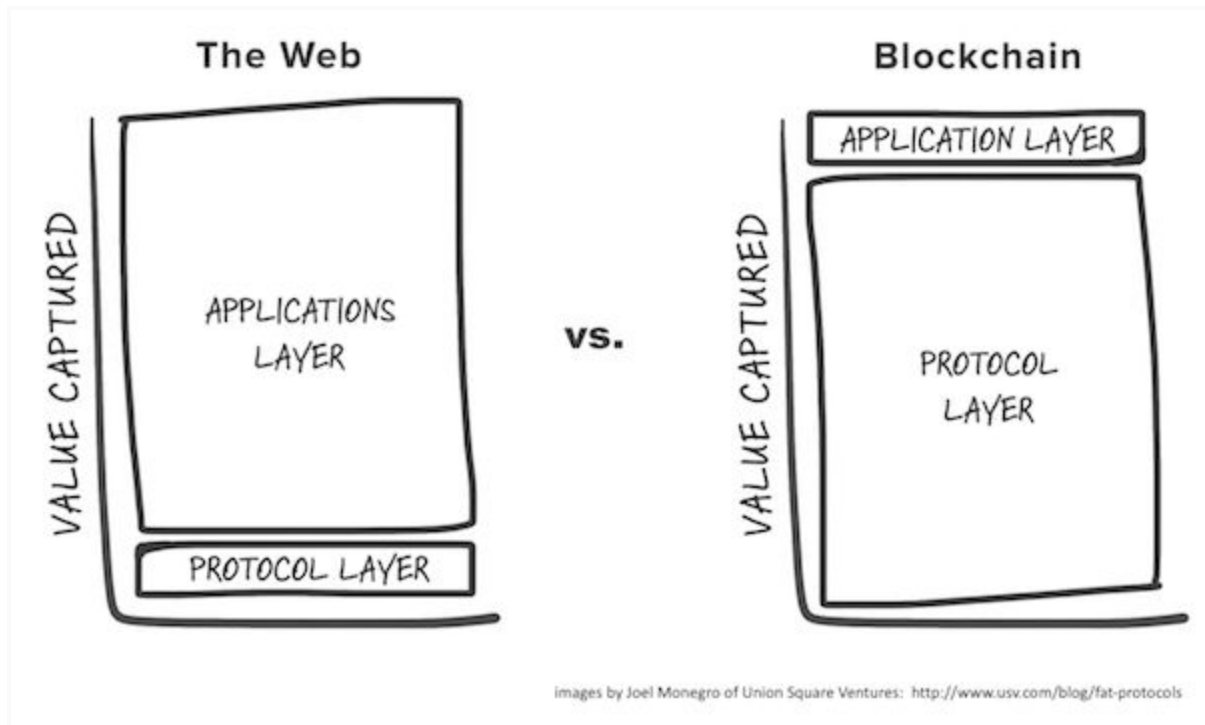 The Web
VALUE CAPTURED
APPLICATIONS
LAYER
PROTOCOL LAYER
vs.
Blockchain
VALUE CAPTURED
APPLICATION LAYER
PROTOCOL
LAYER
images by Joel Monegro of Union Square Ventures: http://www.usv.com/blog/fat-protocols